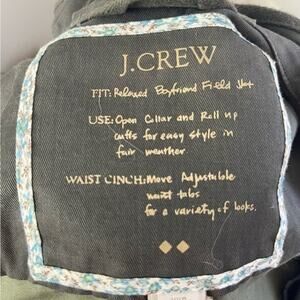 J.CREW
FIT: Relaxed Boyfriend Field Jkt
USE: Open Collar and Roll up
cuffs for easy style in
fair weather
WAIST CINCH: Move Adjustable
waist tabs
for a variety of looks.